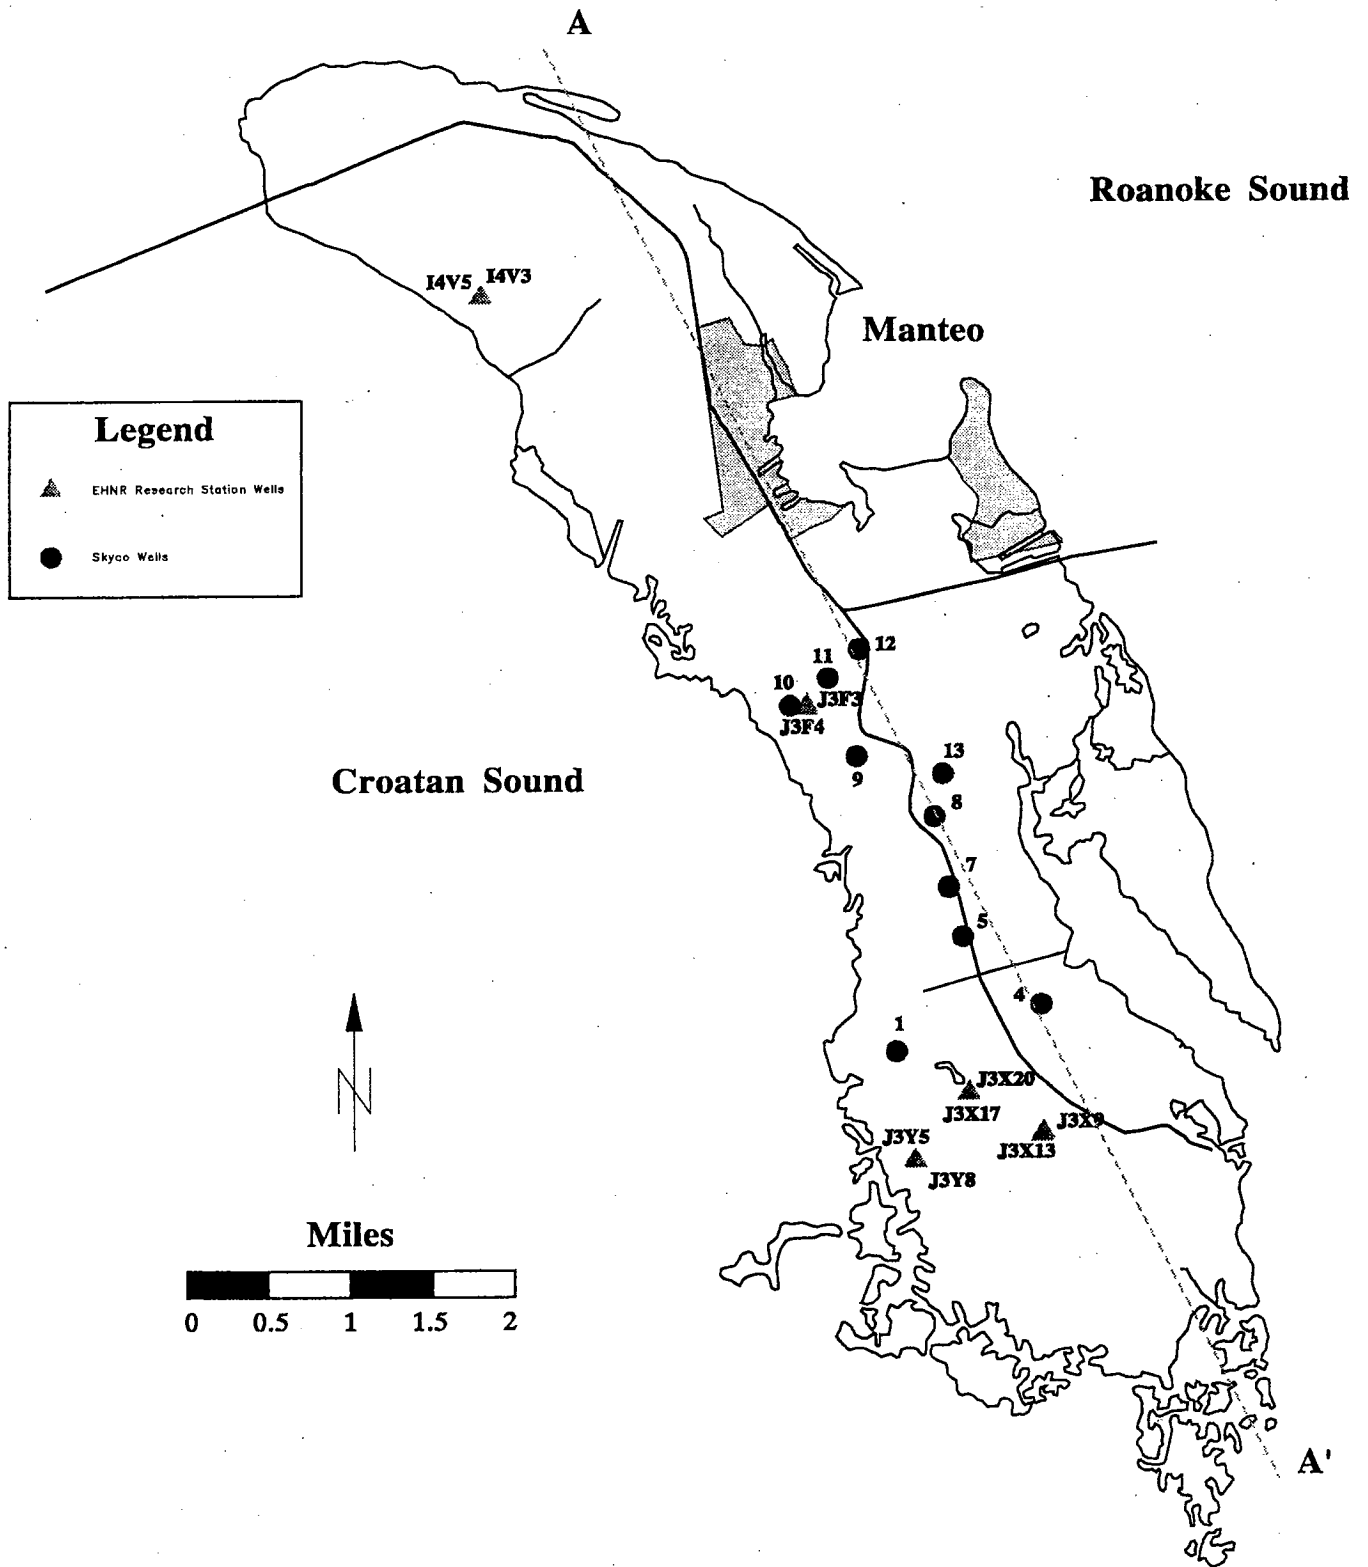 A
Roanoke Sound
I4V5 I4V3
Manteo
Legend
EHNR Research Station Wells
Skyco Wells
12
11
10
J3F3
J3F4
9
13
Croatan Sound
8
7
5
4
1
N
J3X20
J3X17
J3X9
J3X13
J3Y5
J3Y8
Miles
0 0.5 1 1.5 2
A'